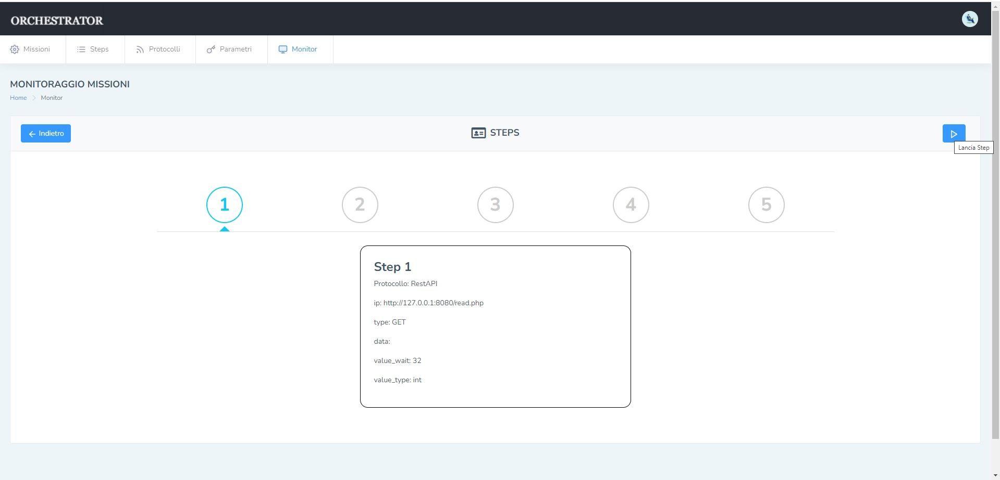 ORCHESTRATOR
Missioni
Steps
Protocolli
Parametri
Monitor
MONITORAGGIO MISSIONI
Home
Monitor
Indietro
STEPS
Lancia Step
1
2
3
4
5
Step 1
Protocollo: RestAPI
ip: http://127.0.0.1:8080/read.php
type: GET
data:
value_wait: 32
value_type: int